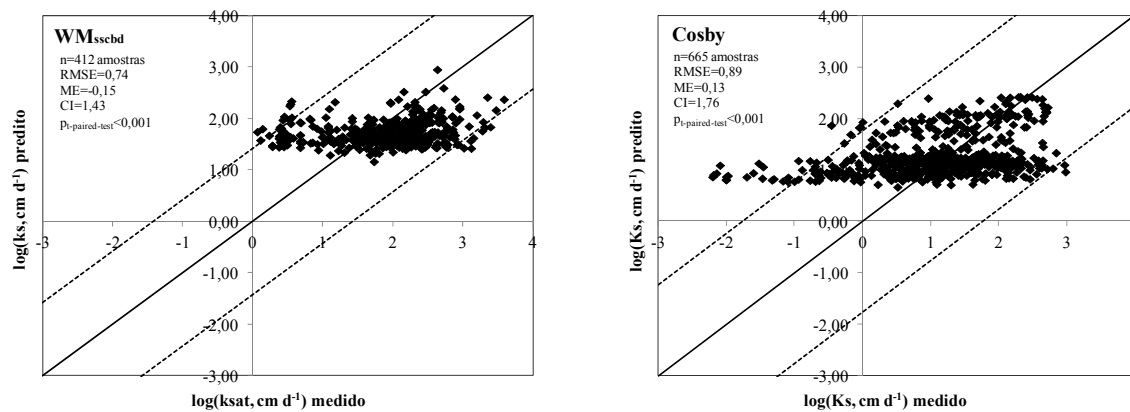 WMsscbd
n=412 amostras
RMSE=0,74
ME=-0,15
CI=1,43
pt-paired-test<0,001
4,00
3,00
2,00
1,00
0,00
-1,00
-2,00
-3,00
-3
-2
-1
0
1
2
3
4
log(ks, cm d-1) predito
log(ksat, cm d-1) medido
Cosby
n=665 amostras
RMSE=0,89
ME=0,13
CI=1,76
pt-paired-test<0,001
4,00
3,00
2,00
1,00
0,00
-1,00
-2,00
-3,00
-3
-2
-1
0
1
2
3
log(Ks, cm d-1) predito
log(Ks, cm d-1) medido